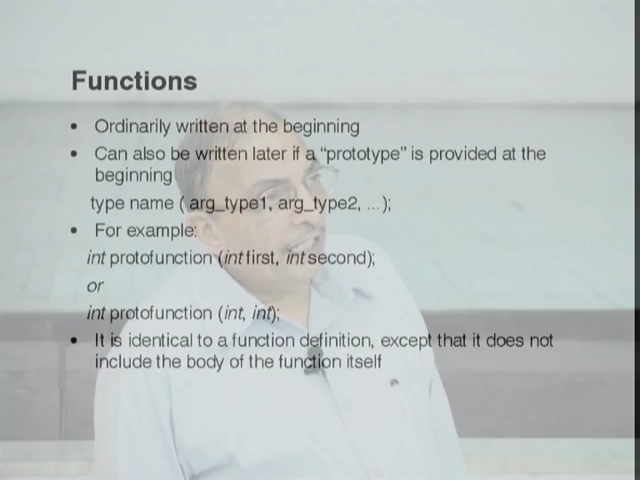 Functions
• Ordinarily written at the beginning
• Can also be written later if a “prototype” is provided at the
beginning
type name ( arg_type1, arg_type2, ...);
• For example:
int protofunction (int first, int second);
or
int protofunction (int, int);
• It is identical to a function definition, except that it does not
include the body of the function itself